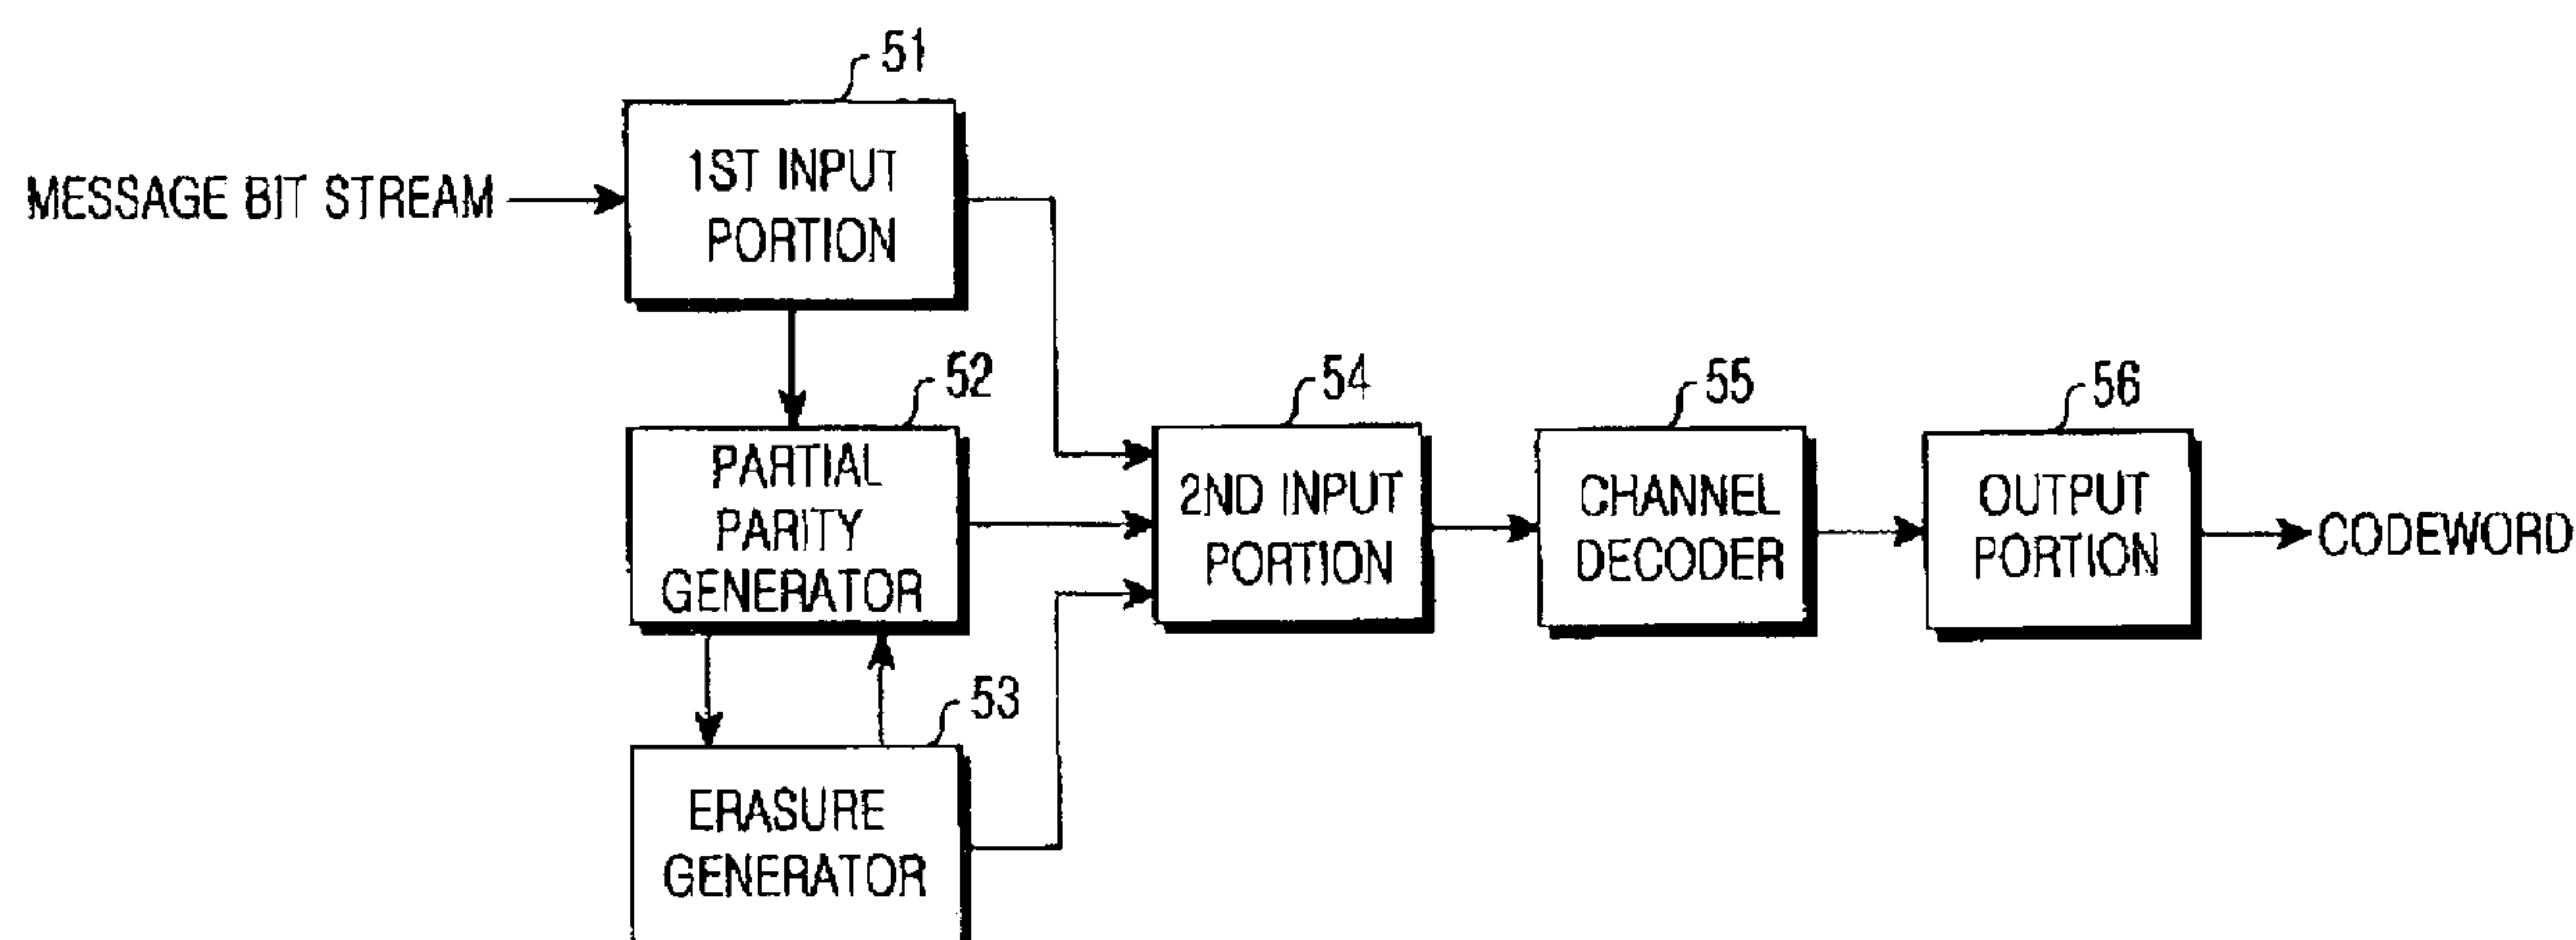 51
MESSAGE BIT STREAM
1ST INPUT
PORTION
52
PARTIAL
PARITY
GENERATOR
53
ERASURE
GENERATOR
54
2ND INPUT
PORTION
55
CHANNEL
DECODER
56
OUTPUT
PORTION
CODEWORD